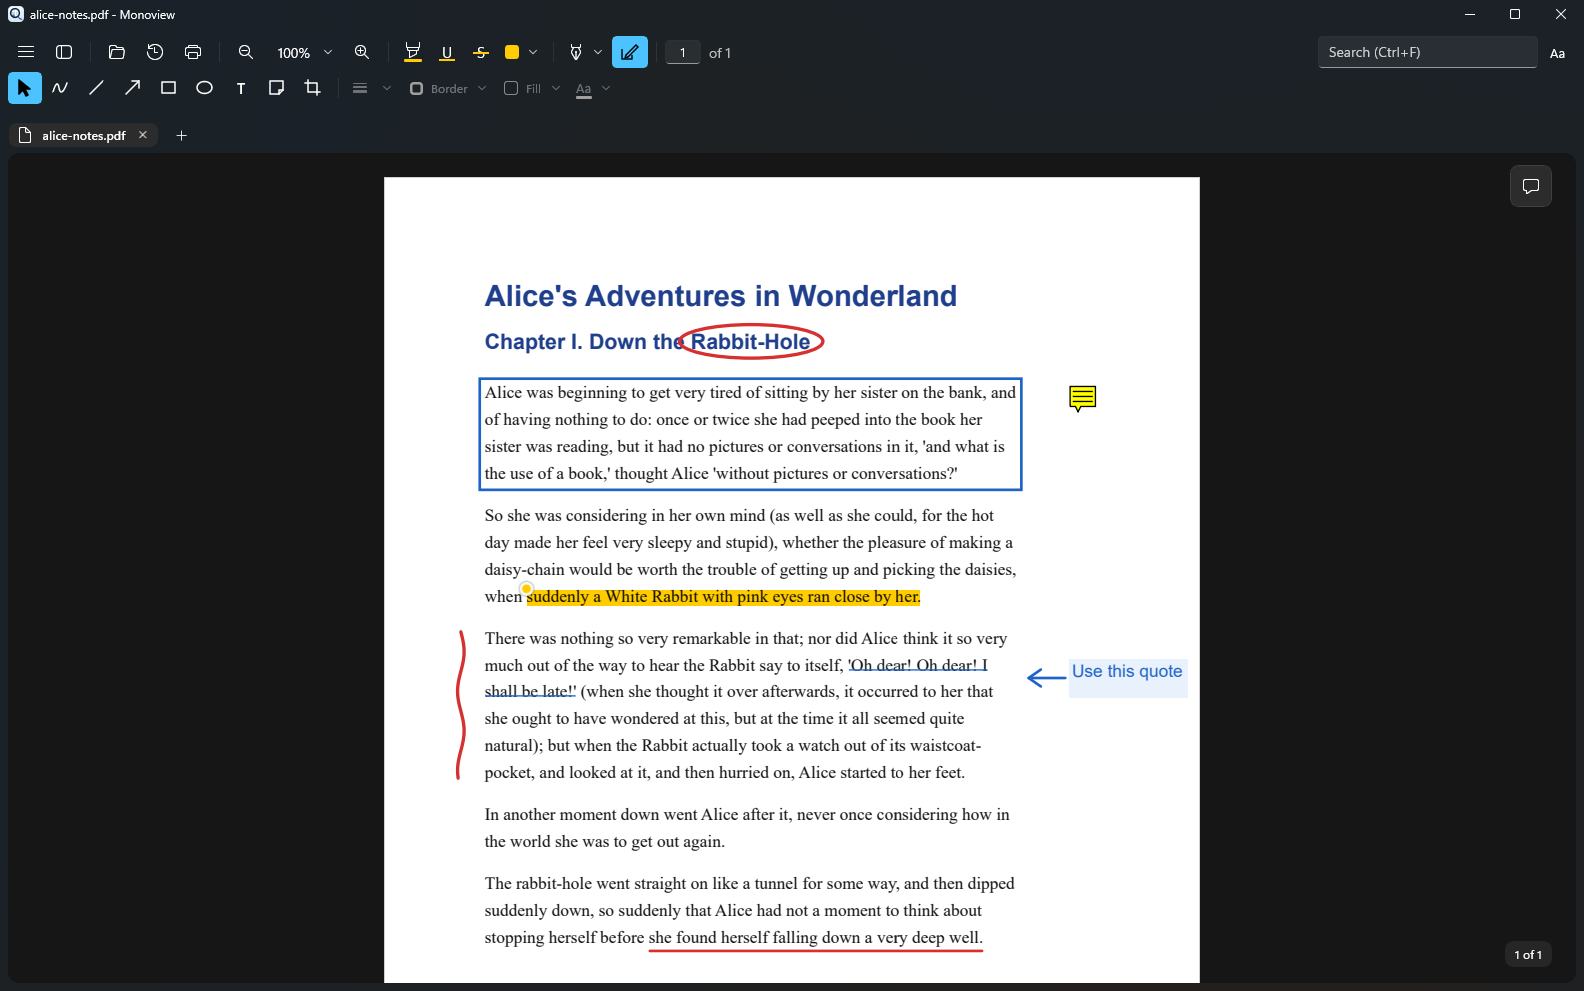 alice-notes.pdf - Monoview
100%
U
S
1 of 1
Search (Ctrl+F)
Aa
T
Border
Fill
Aa
alice-notes.pdf
Alice's Adventures in Wonderland
Chapter I. Down the Rabbit-Hole
Alice was beginning to get very tired of sitting by her sister on the bank, and
of having nothing to do: once or twice she had peeped into the book her
sister was reading, but it had no pictures or conversations in it, 'and what is
the use of a book,' thought Alice 'without pictures or conversations?'
So she was considering in her own mind (as well as she could, for the hot
day made her feel very sleepy and stupid), whether the pleasure of making a
daisy-chain would be worth the trouble of getting up and picking the daisies,
when suddenly a White Rabbit with pink eyes ran close by her.
There was nothing so very remarkable in that; nor did Alice think it so very
much out of the way to hear the Rabbit say to itself, 'Oh dear! Oh dear! I
shall be late!' (when she thought it over afterwards, it occurred to her that
she ought to have wondered at this, but at the time it all seemed quite
natural); but when the Rabbit actually took a watch out of its waistcoat-
pocket, and looked at it, and then hurried on, Alice started to her feet.
Use this quote
In another moment down went Alice after it, never once considering how in
the world she was to get out again.
The rabbit-hole went straight on like a tunnel for some way, and then dipped
suddenly down, so suddenly that Alice had not a moment to think about
stopping herself before she found herself falling down a very deep well.
1 of 1